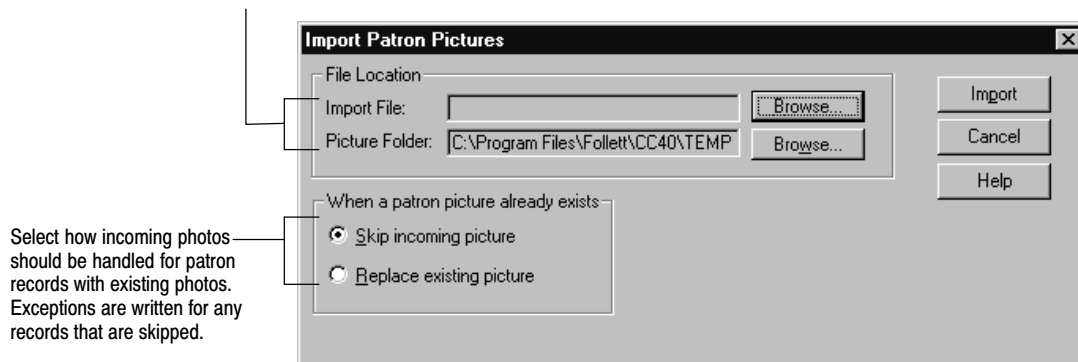 Import Patron Pictures
File Location
Import File:
Browse...
Picture Folder:
C:\Program Files\Follett\CC40\TEMP
Browse...
Import
Cancel
Help
When a patron picture already exists
Skip incoming picture
Replace existing picture
Select how incoming photos
should be handled for patron
records with existing photos.
Exceptions are written for any
records that are skipped.